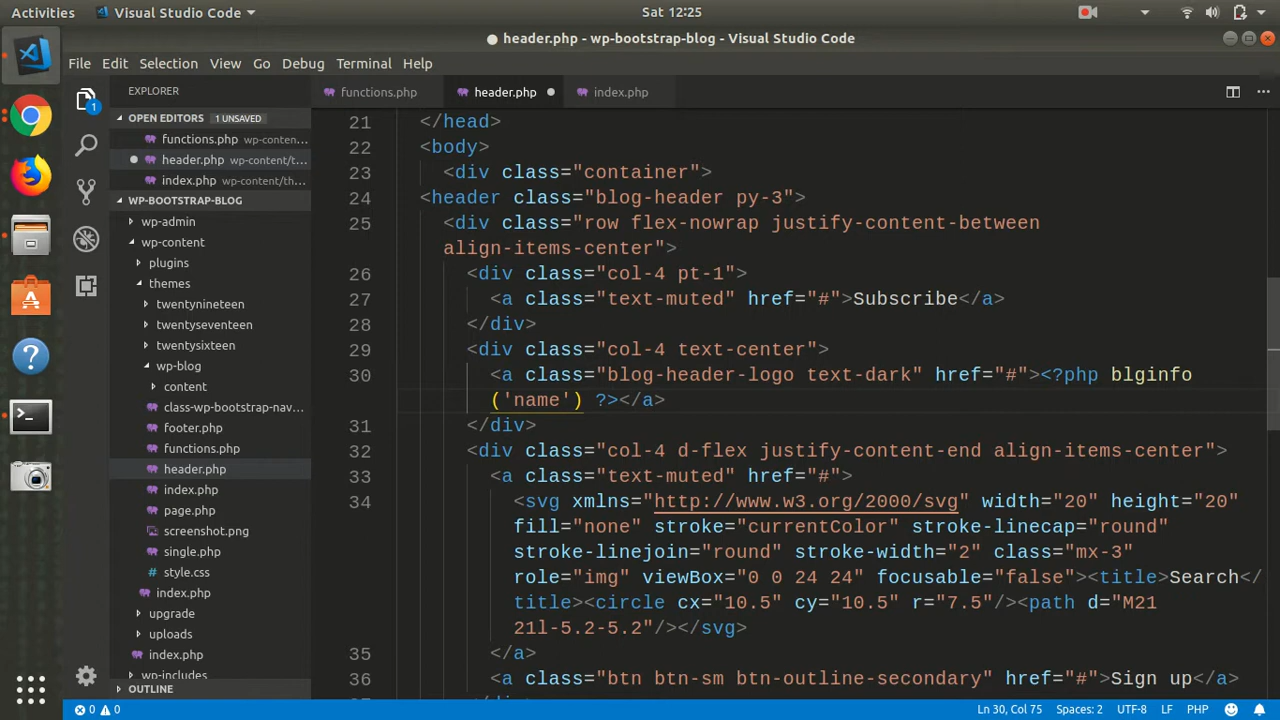 Activities
Visual Studio Code
Sat 12:25
header.php - wp-bootstrap-blog - Visual Studio Code
File Edit Selection View Go Debug Terminal Help
EXPLORER
functions.php
header.php
index.php
1
OPEN EDITORS 1 UNSAVED
functions.php wp-conten...
header.php wp-content/t...
index.php wp-content/th...
WP-BOOTSTRAP-BLOG
wp-admin
wp-content
plugins
themes
twentynineteen
twentyseventeen
twentysixteen
wp-blog
content
class-wp-bootstrap-nav...
footer.php
functions.php
header.php
index.php
page.php
screenshot.png
single.php
style.css
index.php
upgrade
uploads
index.php
wp-includes
OUTLINE
21 </head>
22 <body>
23 <div class="container">
24 <header class="blog-header py-3">
25 <div class="row flex-nowrap justify-content-between
align-items-center">
26 <div class="col-4 pt-1">
27 <a class="text-muted" href="#">Subscribe</a>
28 </div>
29 <div class="col-4 text-center">
30 <a class="blog-header-logo text-dark" href="#"><?php blginfo
('name') ?></a>
31 </div>
32 <div class="col-4 d-flex justify-content-end align-items-center">
33 <a class="text-muted" href="#">
34 <svg xmlns="http://www.w3.org/2000/svg" width="20" height="20"
fill="none" stroke="currentColor" stroke-linecap="round"
stroke-linejoin="round" stroke-width="2" class="mx-3"
role="img" viewBox="0 0 24 24" focusable="false"><title>Search</
title><circle cx="10.5" cy="10.5" r="7.5"/><path d="M21
21l-5.2-5.2"/></svg>
35 </a>
36 <a class="btn btn-sm btn-outline-secondary" href="#">Sign up</a>
0 0
Ln 30, Col 75 Spaces: 2 UTF-8 LF PHP